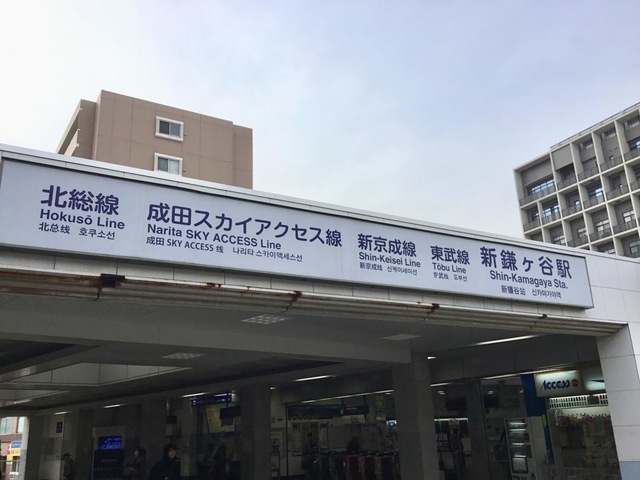 北総線
Hokusō Line
北总线 호쿠소선
成田スカイアクセス線
Narita SKY ACCESS Line
成田 SKY ACCESS 线 나리타 스카이액세스선
新京成線
Shin-Keisei Line
新京成线 신케이세이선
東武線
Tōbu Line
东武线 도부선
新鎌ヶ谷駅
Shin-Kamagaya Sta.
新镰谷站 신카마가야역
Access